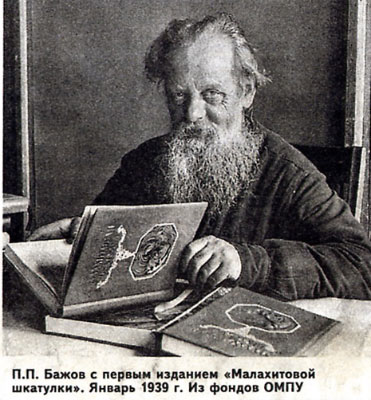 П.П. Бажов с первым изданием «Малахитовой
шкатулки». Январь 1939 г. Из фондов ОМПУ